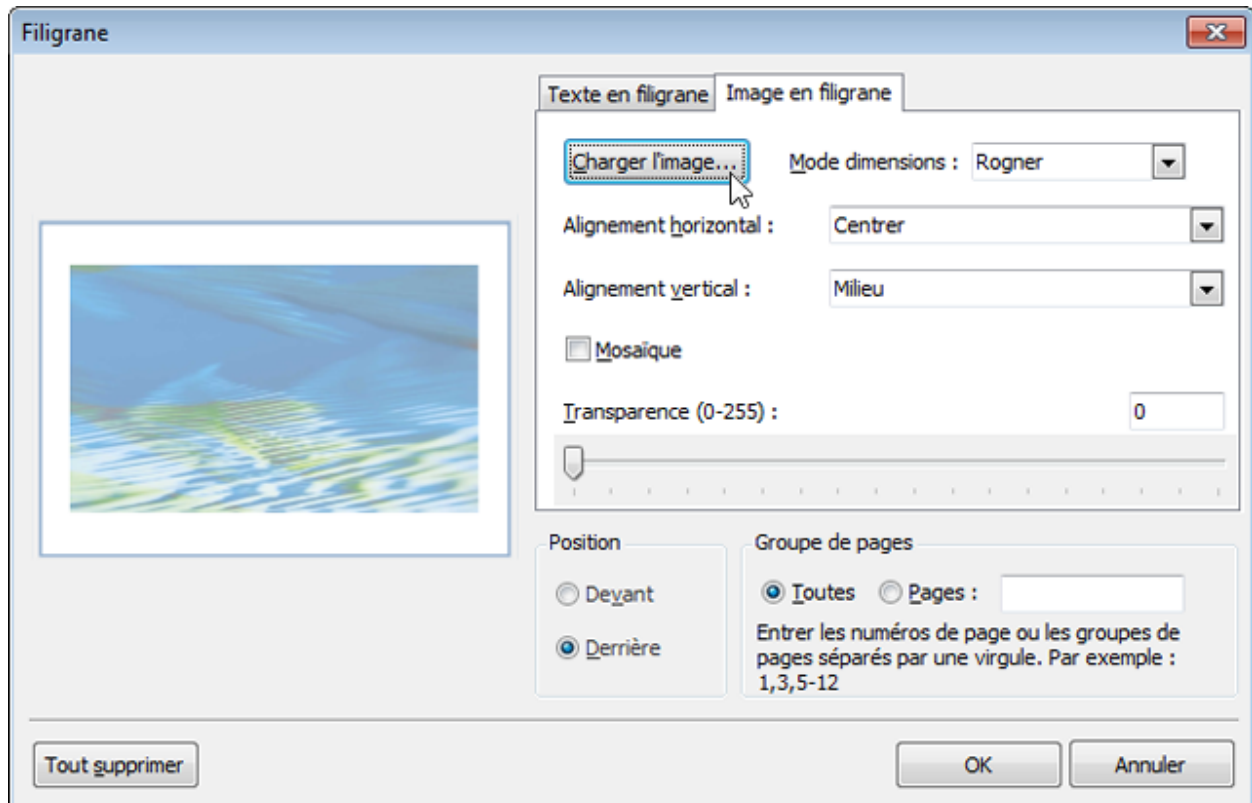 Filigrane
Texte en filigrane
Image en filigrane
Charger l'image...
Mode dimensions :
Rogner
Alignement horizontal :
Centrer
Alignement vertical :
Milieu
Mosaïque
Transparence (0-255) :
0
Position
Devant
Derrière
Groupe de pages
Toutes
Pages :
Entrer les numéros de page ou les groupes de
pages séparés par une virgule. Par exemple :
1,3,5-12
Tout supprimer
OK
Annuler